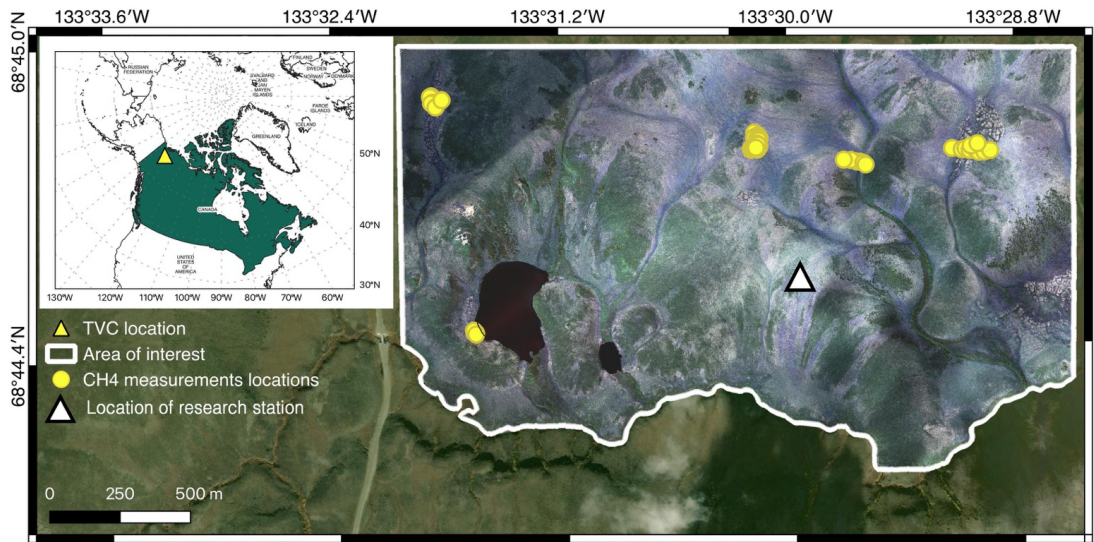 133°33.6'W 133°32.4'W 133°31.2'W 133°30.0'W 133°28.8'W
68°45.0'N
68°44.4'N
RUSSIAN
FEDERATION
FINLAND
SWEDEN
NORWAY
DENMARK
SVALBARD
AND
JAN
MAYEN
ISLANDS
FAROE
ISLANDS
ICELAND
GREENLAND
CANADA
UNITED
STATES
OF
AMERICA
50°N
40°N
30°N
130°W 110°W 100°W 90°W 80°W 70°W 60°W
TVC location
Area of interest
CH4 measurements locations
Location of research station
0 250 500 m